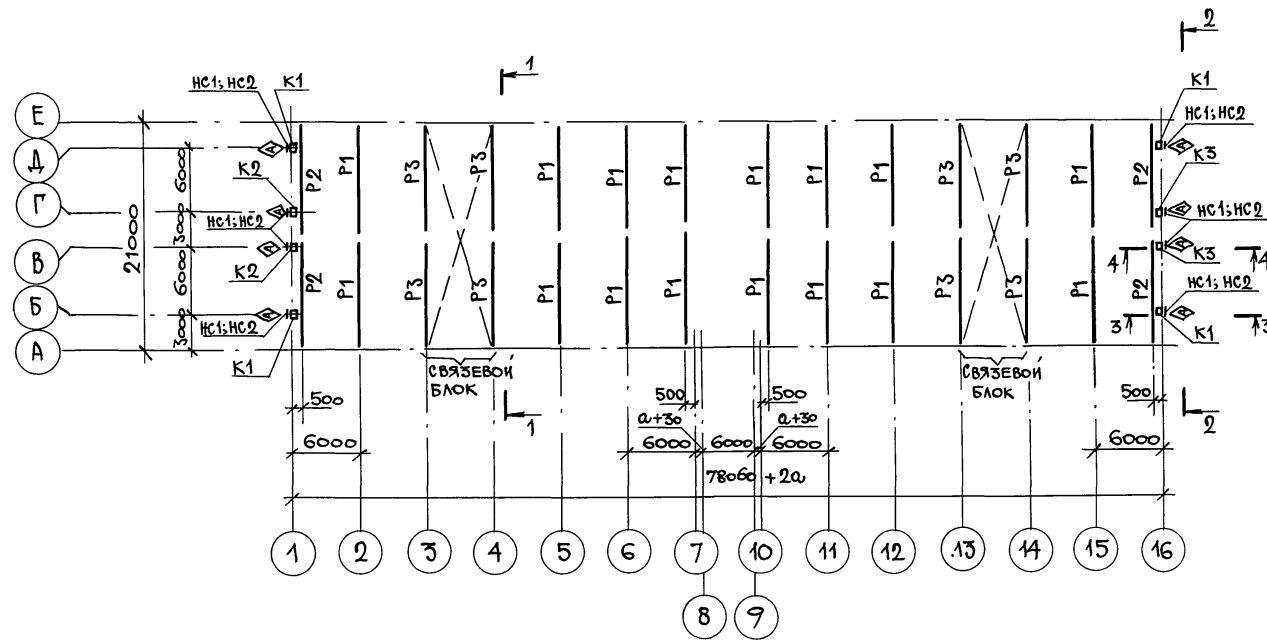 2
1
НС1; НС2 К1
К1
НС1; НС2
Е
Д
Г
В
Б
А
21000
6000
3000
6000
3000
А
К2
НС1; НС2
А
А
К2
А
НС1; НС2
К1
Р2 Р1 Р3 Р3 Р1 Р1 Р1 Р1 Р1 Р1 Р3 Р3 Р1 Р2
Р2 Р1 Р3 Р3 Р1 Р1 Р1 Р1 Р1 Р1 Р3 Р3 Р1 Р2
А
К3
А
НС1; НС2
А
К3
4 4
НС1; НС2
А
3 3
К1
СВЯЗЕВОЙ
БЛОК
СВЯЗЕВОЙ
БЛОК
500 500 500 500
1
2
а+30 а+30
6000 6000 6000 6000 6000
78060 + 2а
1 2 3 4 5 6 7 10 11 12 13 14 15 16
8 9